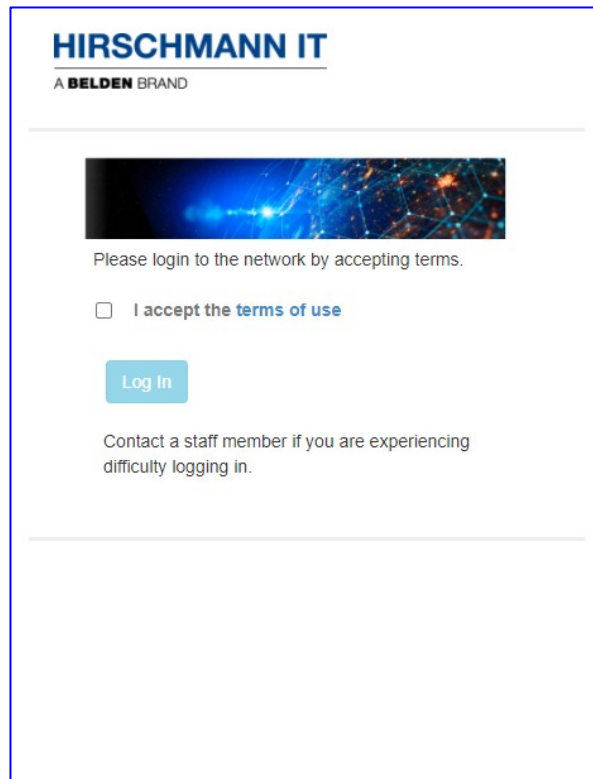 HIRSCHMANN IT
A BELDEN BRAND
Please login to the network by accepting terms.
I accept the terms of use
Log In
Contact a staff member if you are experiencing
difficulty logging in.